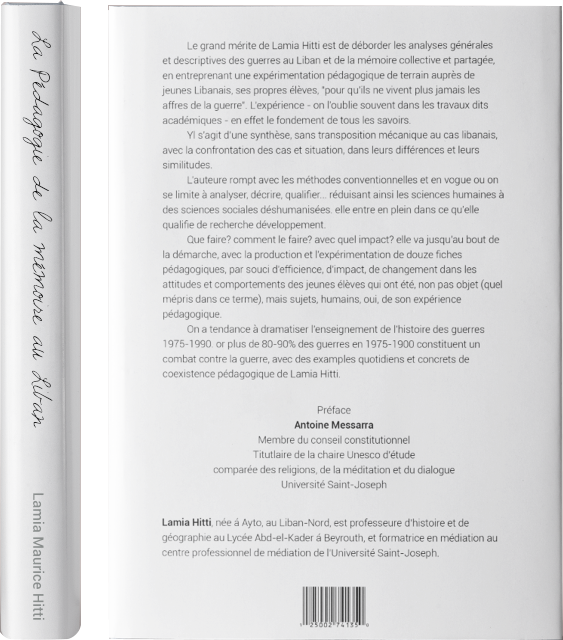 La Pédagogie de la mémoire au Liban
Lamia Maurice Hitti
Le grand mérite de Lamia Hitti est de déborder les analyses générales
et descriptives des guerres au Liban et de la mémoire collective et partagée,
en entreprenant une expérimentation pédagogique de terrain auprès de
jeunes Libanais, ses propres élèves, "pour qu'ils ne vivent plus jamais les
affres de la guerre". L'expérience - on l'oublie souvent dans les travaux dits
académiques - en effet le fondement de tous les savoirs.
Yl s'agit d'une synthèse, sans transposition mécanique au cas libanais,
avec la confrontation des cas et situation, dans leurs différences et leurs
similitudes.
L'auteure rompt avec les méthodes conventionnelles et en vogue ou on
se limite à analyser, décrire, qualifier... réduisant ainsi les sciences humaines à
des sciences sociales déshumanisées. elle entre en plein dans ce qu'elle
qualifie de recherche développement.
Que faire? comment le faire? avec quel impact? elle va jusqu'au bout de
la démarche, avec la production et l'expérimentation de douze fiches
pédagogiques, par souci d'efficience, d'impact, de changement dans les
attitudes et comportements des jeunes élèves qui ont été, non pas objet (quel
mépris dans ce terme), mais sujets, humains, oui, de son expérience
pédagogique.
On a tendance à dramatiser l'enseignement de l'histoire des guerres
1975-1990. or plus de 80-90% des guerres en 1975-1900 constituent un
combat contre la guerre, avec des examples quotidiens et concrets de
coexistence pédagogique de Lamia Hitti.
Préface
Antoine Messarra
Membre du conseil constitutionnel
Titutlaire de la chaire Unesco d'étude
comparée des religions, de la méditation et du dialogue
Université Saint-Joseph
Lamia Hitti, née á Ayto, au Liban-Nord, est professeure d'histoire et de
géographie au Lycée Abd-el-Kader á Beyrouth, et formatrice en médiation au
centre professionnel de médiation de l'Université Saint-Joseph.
1 23002 74135 9